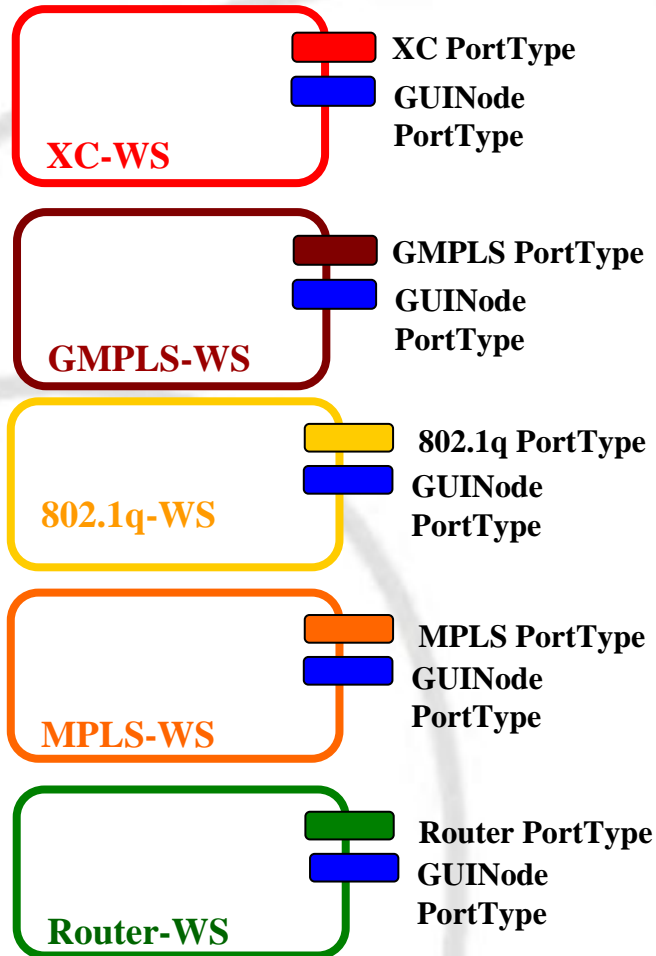 XC PortType
GUINode
PortType
XC-WS
GMPLS PortType
GUINode
PortType
GMPLS-WS
802.1q PortType
GUINode
PortType
802.1q-WS
MPLS PortType
GUINode
PortType
MPLS-WS
Router PortType
GUINode
PortType
Router-WS